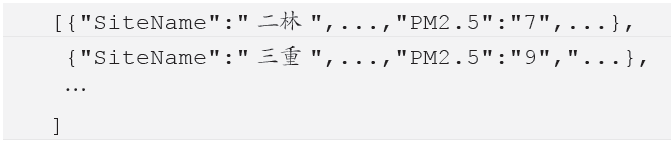 [{"SiteName":" 二林 ",...,"PM2.5":"7",...},
{"SiteName":" 三重 ",...,"PM2.5":"9","...},
…
]